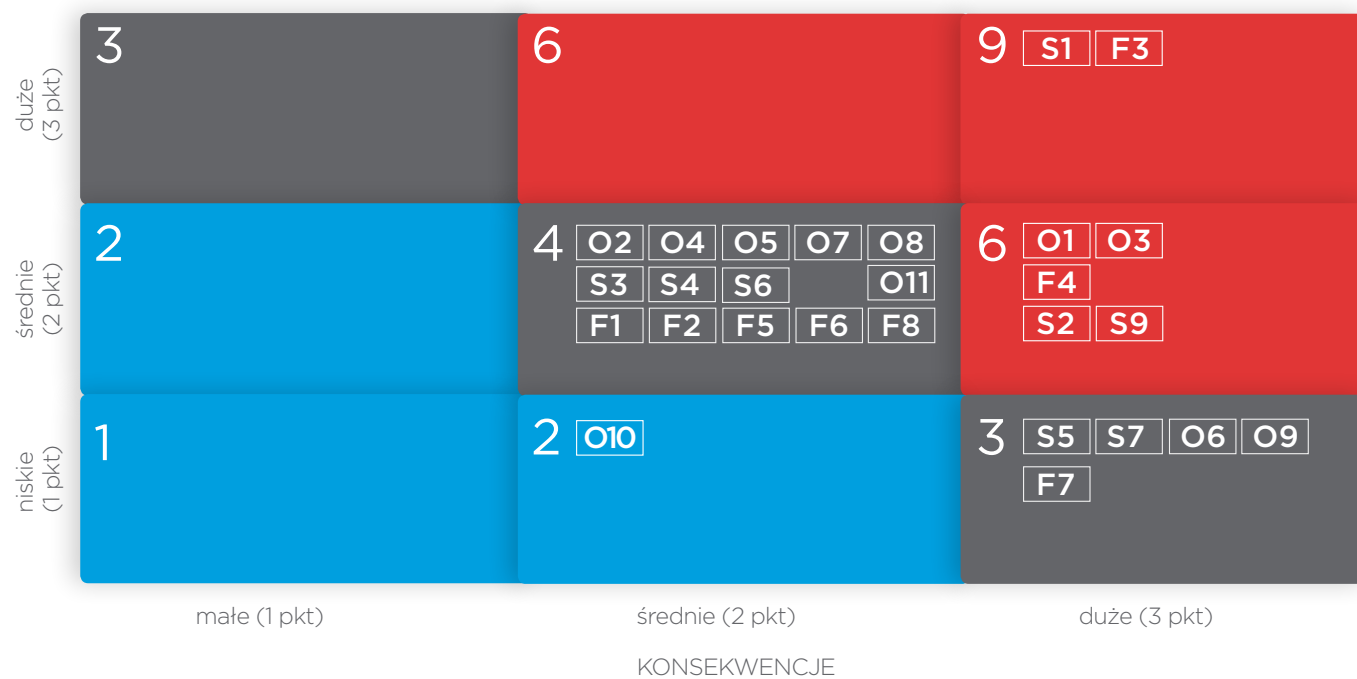 duże
(3 pkt)
3
6
9 S1 F3
średnie
(2 pkt)
2
4 O2 O4 O5 O7 O8
S3 S4 S6 O11
F1 F2 F5 F6 F8
6 O1 O3
F4
S2 S9
niskie
(1 pkt)
1
2 O10
3 S5 S7 O6 O9
F7
małe (1 pkt)
średnie (2 pkt)
duże (3 pkt)
KONSEKWENCJE